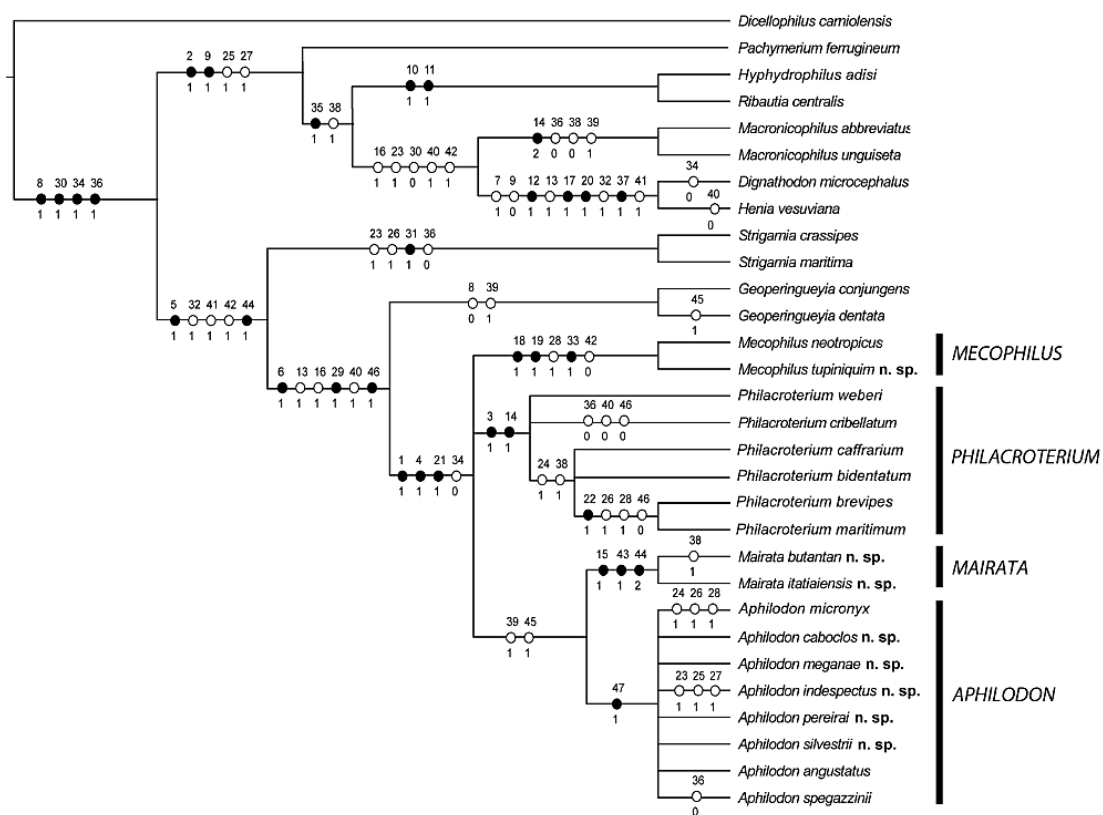 Dicellophilus carniolensis
Pachymerium ferrugineum
2 9 25 27
1 1 1 1
10 11
1 1
Hyphydrophilus adisi
Ribautia centralis
35 38
1 1
14 36 38 39
2 0 0 1
Macronicophilus abbreviatus
Macronicophilus unguiseta
16 23 30 40 42
1 1 0 1 1
34
0
Dignathodon microcephalus
7 9 12 13 17 20 32 37 41
1 0 1 1 1 1 1 1 1
40
0
Henia vesuviana
8 30 34 36
1 1 1 1
23 26 31 36
1 1 1 0
Strigamia crassipes
Strigamia maritima
5 32 41 42 44
1 1 1 1 1
8 39
0 1
Geoperingueyia conjungens
45
1
Geoperingueyia dentata
18 19 28 33 42
1 1 1 1 0
Mecophilus neotropicus
Mecophilus tupiniquim n. sp.
MECOPHILUS
6 13 16 29 40 46
1 1 1 1 1 1
3 14
1 1
Philacroterium weberi
36 40 46
0 0 0
Philacroterium cribellatum
Philacroterium caffrarium
24 38
1 1
Philacroterium bidentatum
22 26 28 46
1 1 1 0
Philacroterium brevipes
Philacroterium maritimum
PHILACROTERIUM
1 4 21 34
1 1 1 0
15 43 44
1 1 2
38
1
Mairata butantan n. sp.
Mairata itatiaiensis n. sp.
MAIRATA
39 45
1 1
24 26 28
1 1 1
Aphilodon micronyx
Aphilodon caboclos n. sp.
Aphilodon meganae n. sp.
23 25 27
1 1 1
Aphilodon indespectus n. sp.
47
1
Aphilodon pereirai n. sp.
Aphilodon silvestrii n. sp.
Aphilodon angustatus
36
0
Aphilodon spegazzinii
APHILODON